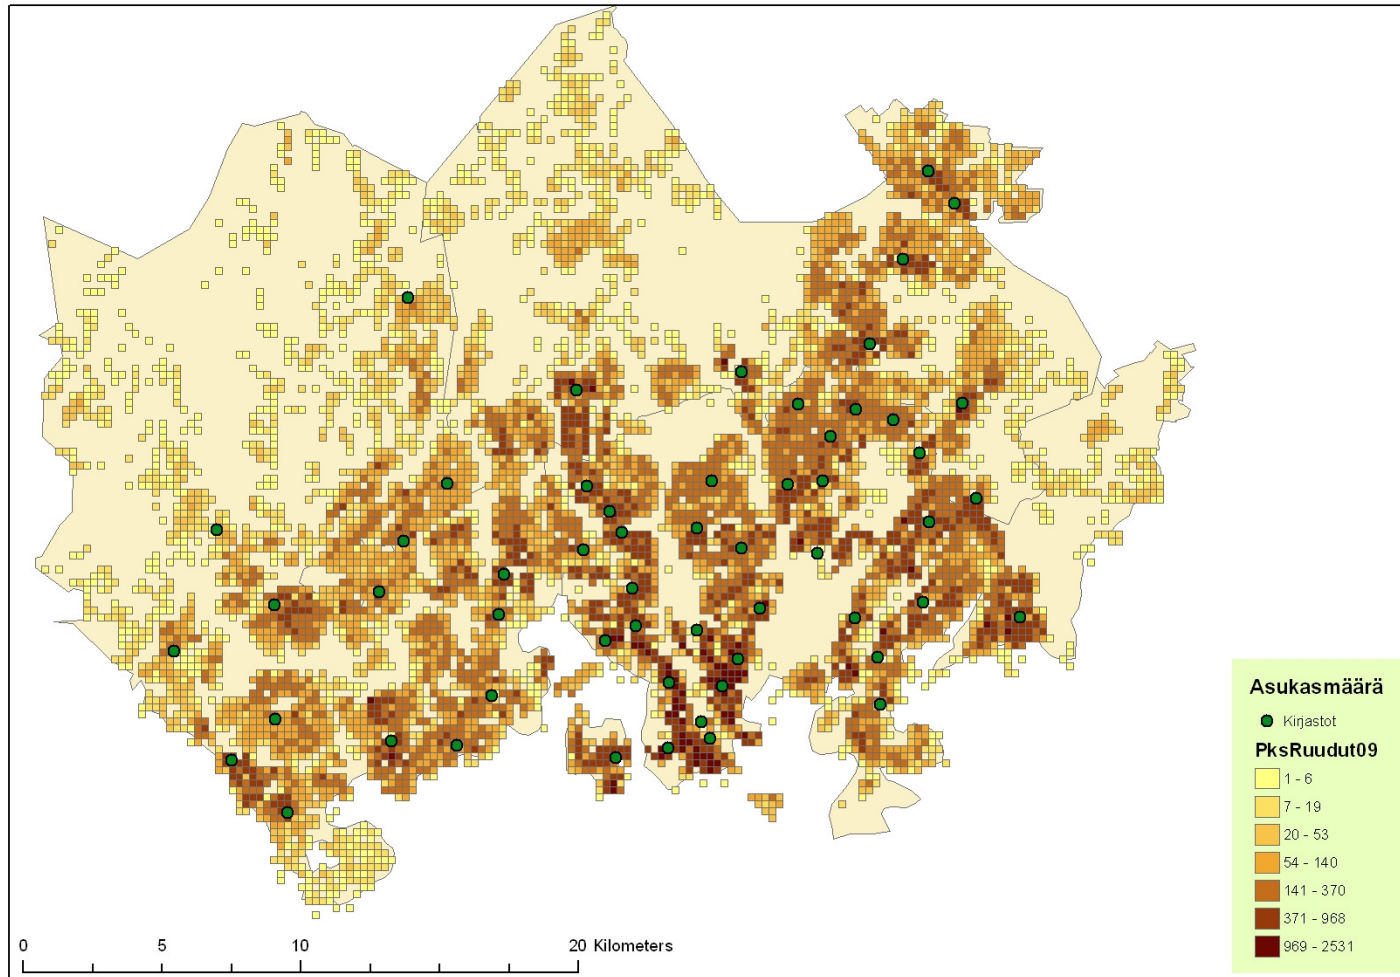 0 5 10 20 Kilometers
Asukasmäärä
Kirjastot
PksRuudut09
1 - 6
7 - 19
20 - 53
54 - 140
141 - 370
371 - 968
969 - 2531